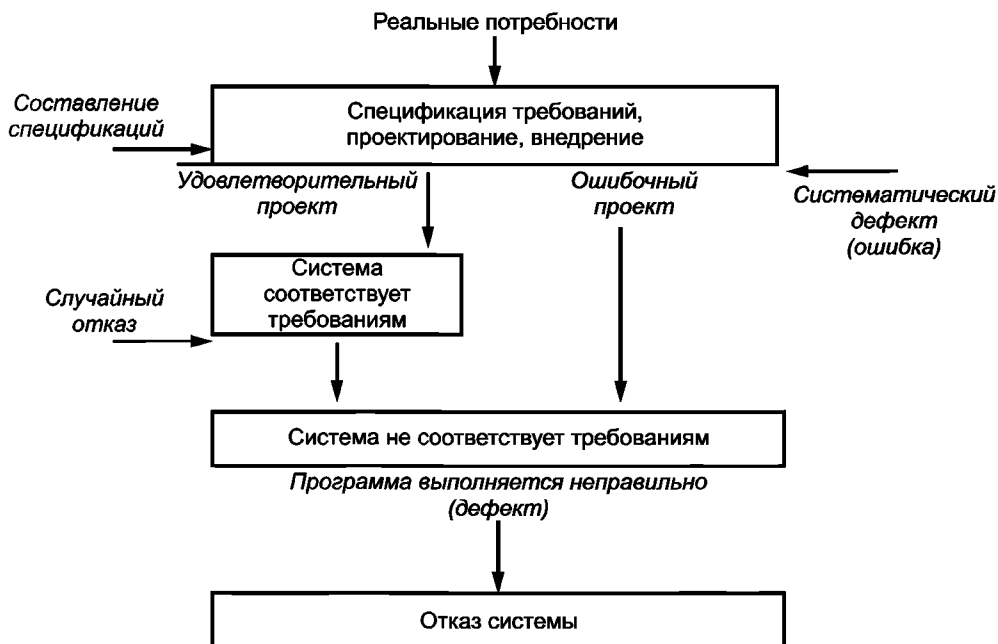 Реальные потребности
Составление
спецификаций
Спецификация требований,
проектирование, внедрение
Удовлетворительный
проект
Ошибочный
проект
Систематический
дефект
(ошибка)
Случайный
отказ
Система
соответствует
требованиям
Система не соответствует требованиям
Программа выполняется неправильно
(дефект)
Отказ системы